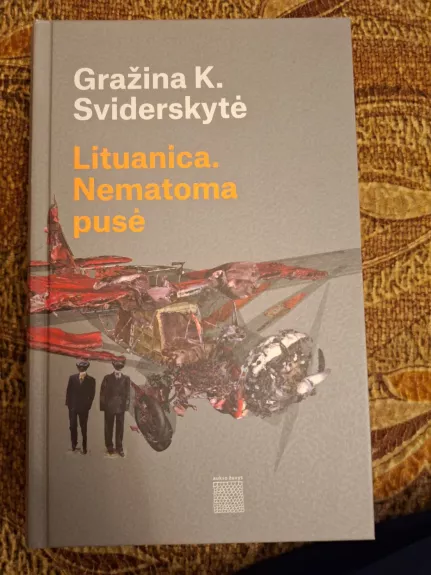 Gražina K.
Sviderskytė
Lituanica.
Nematoma
pusė